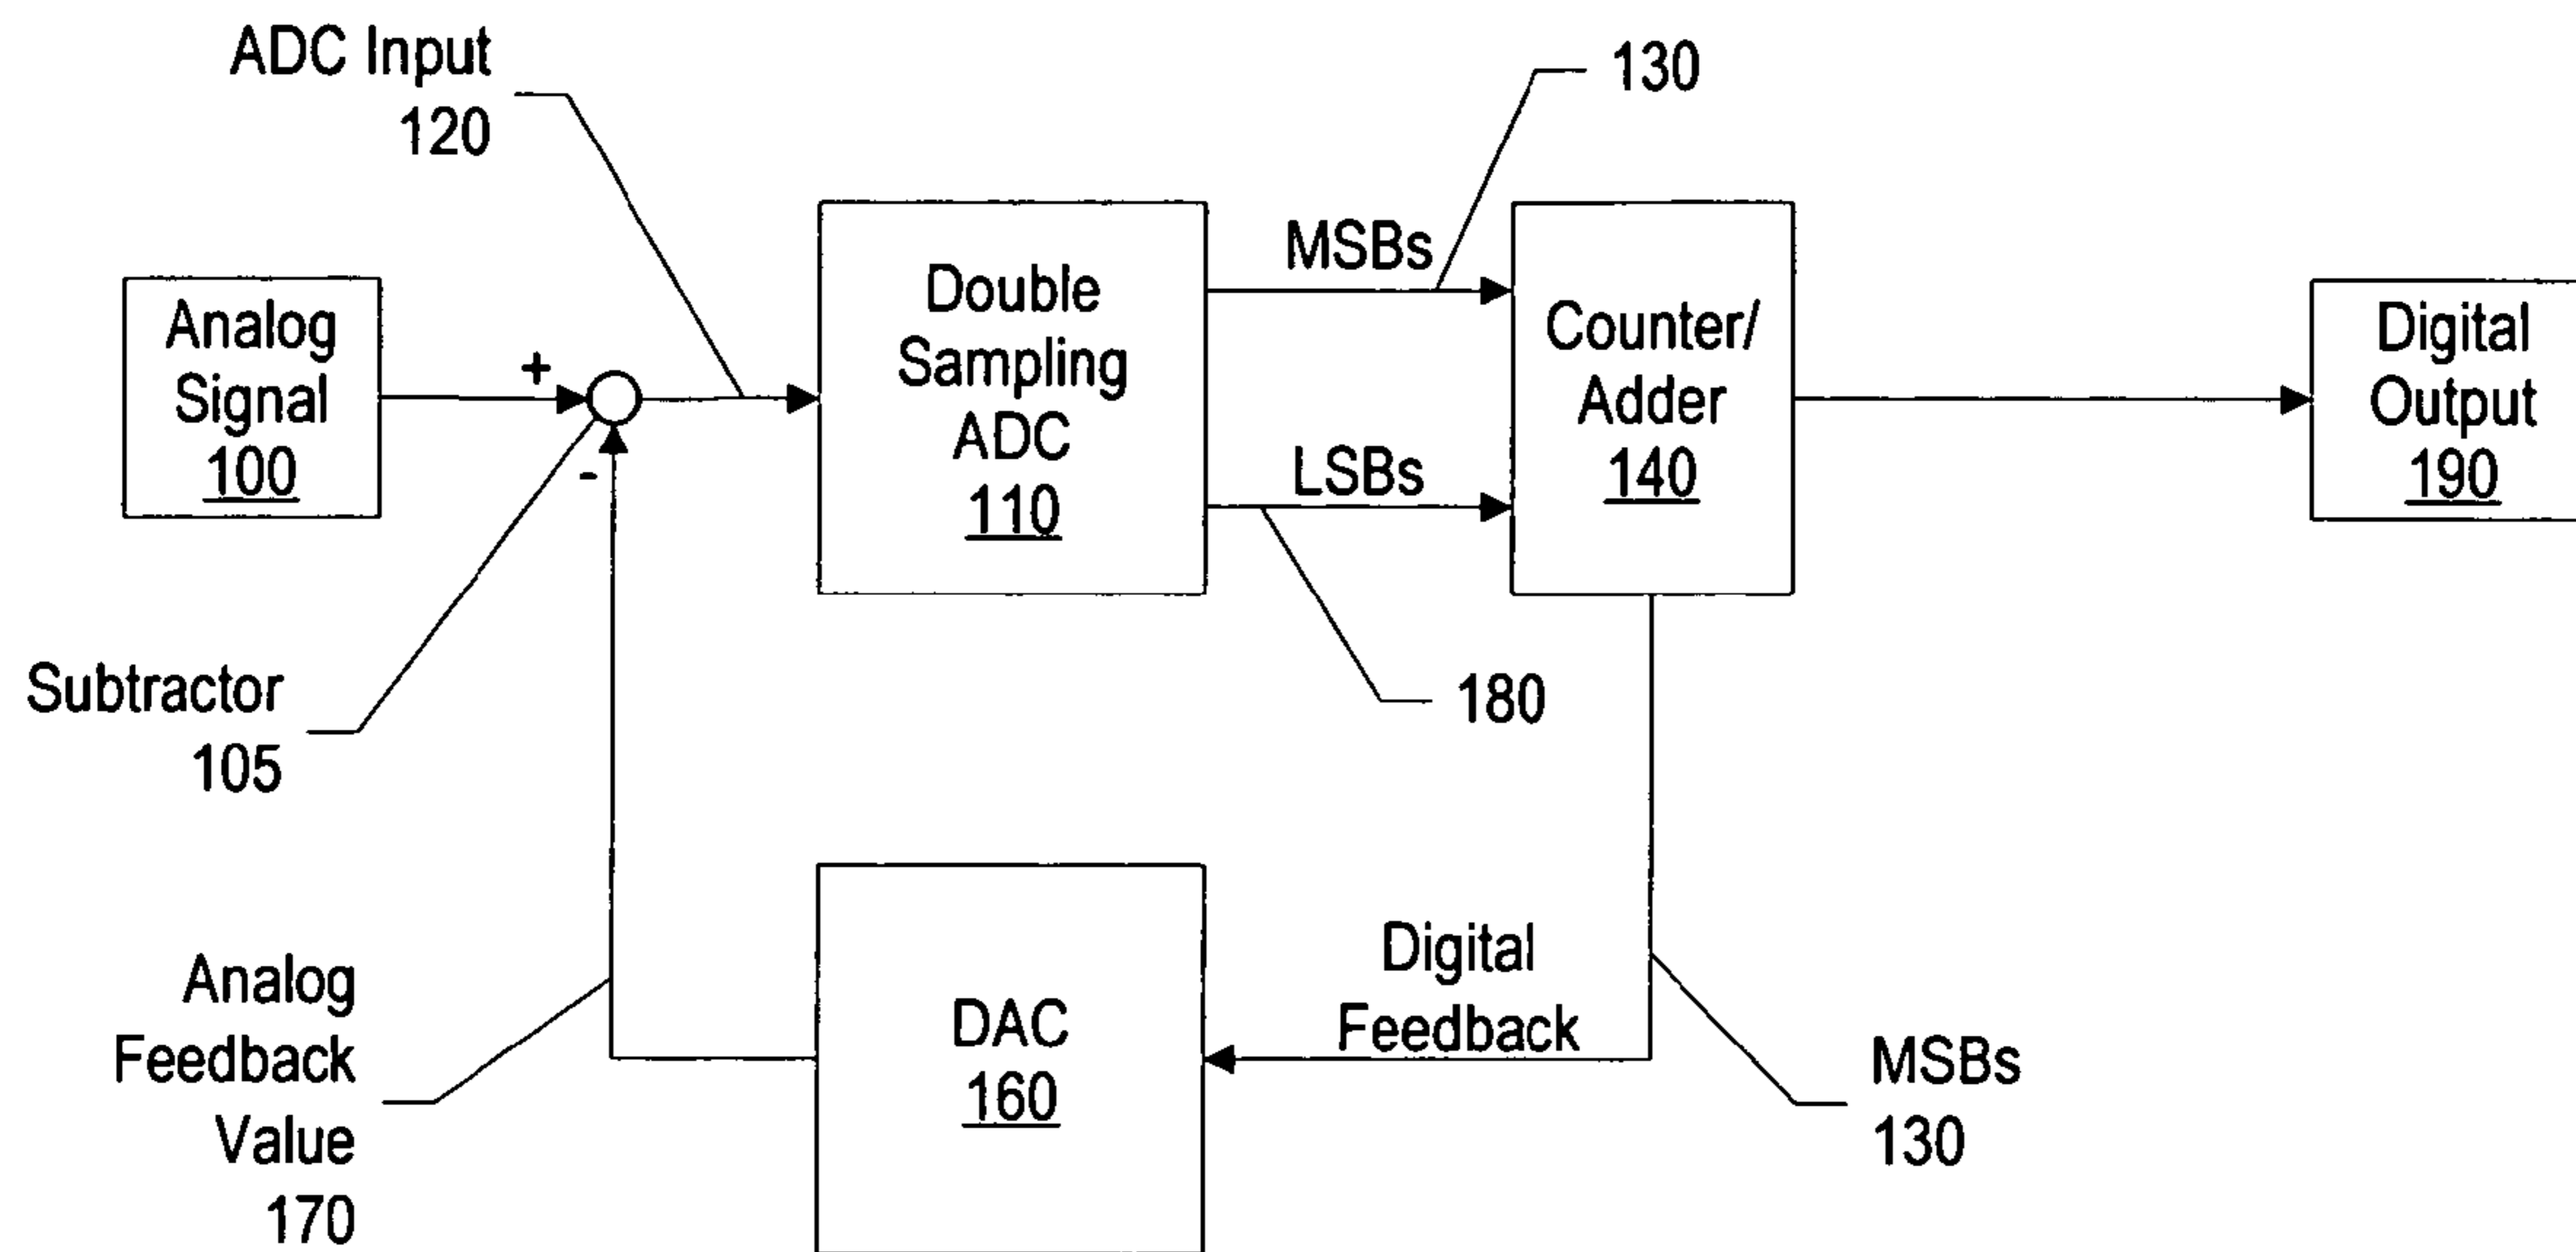 ADC Input
120
130
Analog
Signal
100
+
-
Double
Sampling
ADC
110
MSBs
LSBs
Counter/
Adder
140
Digital
Output
190
Subtractor
105
180
Analog
Feedback
Value
170
DAC
160
Digital
Feedback
MSBs
130